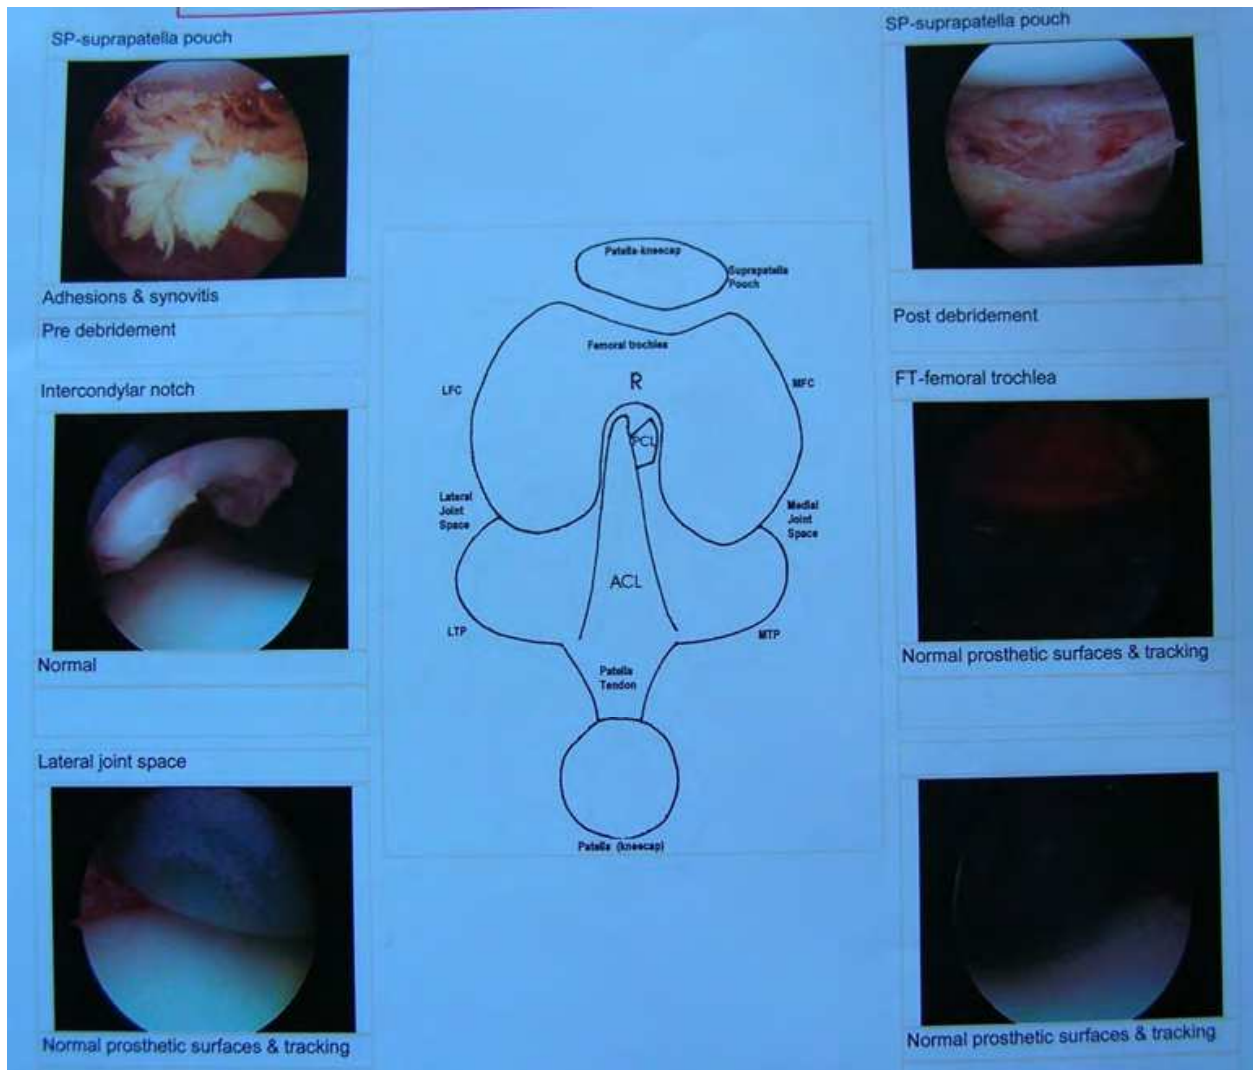 SP-suprapatella pouch
Adhesions & synovitis
Pre debridement
Intercondylar notch
Normal
Lateral joint space
Normal prosthetic surfaces & tracking
Patella-kneecap
Suprapatella
Pouch
Femoral trochlea
R
LFC
MFC
PCL
Lateral
Joint
Space
Medial
Joint
Space
ACL
LTP
MTP
Patella
Tendon
Patella (kneecap)
SP-suprapatella pouch
Post debridement
FT-femoral trochlea
Normal prosthetic surfaces & tracking
Normal prosthetic surfaces & tracking